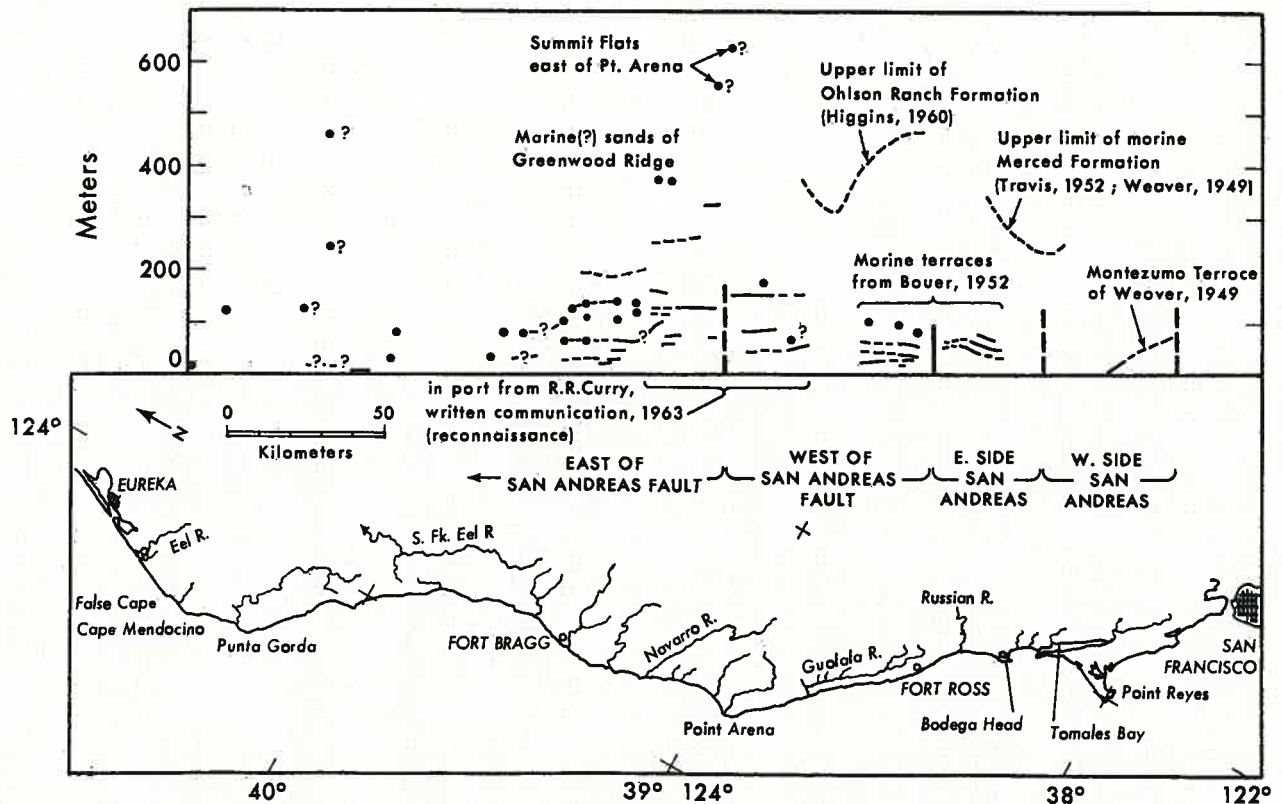 600
400
200
0
Meters
Summit Flats
east of Pt. Arena
?
?
?
?
?
Marine(?) sands of
Greenwood Ridge
Upper limit of
Ohlson Ranch Formation
(Higgins, 1960)
Upper limit of morine
Merced Formation
(Travis, 1952 ; Weaver, 1949)
Morine terraces
from Bouer, 1952
Montezumo Terroce
of Weover, 1949
?
?
?
?
?
?
in part from R.R.Curry,
written communication, 1963
(reconnaissance)
124°
N
0 50
Kilometers
EAST OF
SAN ANDREAS FAULT
WEST OF
SAN ANDREAS
FAULT
E. SIDE
SAN
ANDREAS
W. SIDE
SAN
ANDREAS
EUREKA
Eel R.
S. Fk. Eel R
False Cape
Cape Mendocino
Punta Gorda
FORT BRAGG
Navarro R.
Point Arena
Guolala R.
FORT ROSS
Russian R.
Bodega Head
Tomales Bay
Point Reyes
SAN
FRANCISCO
40° 39° 124° 38° 122°